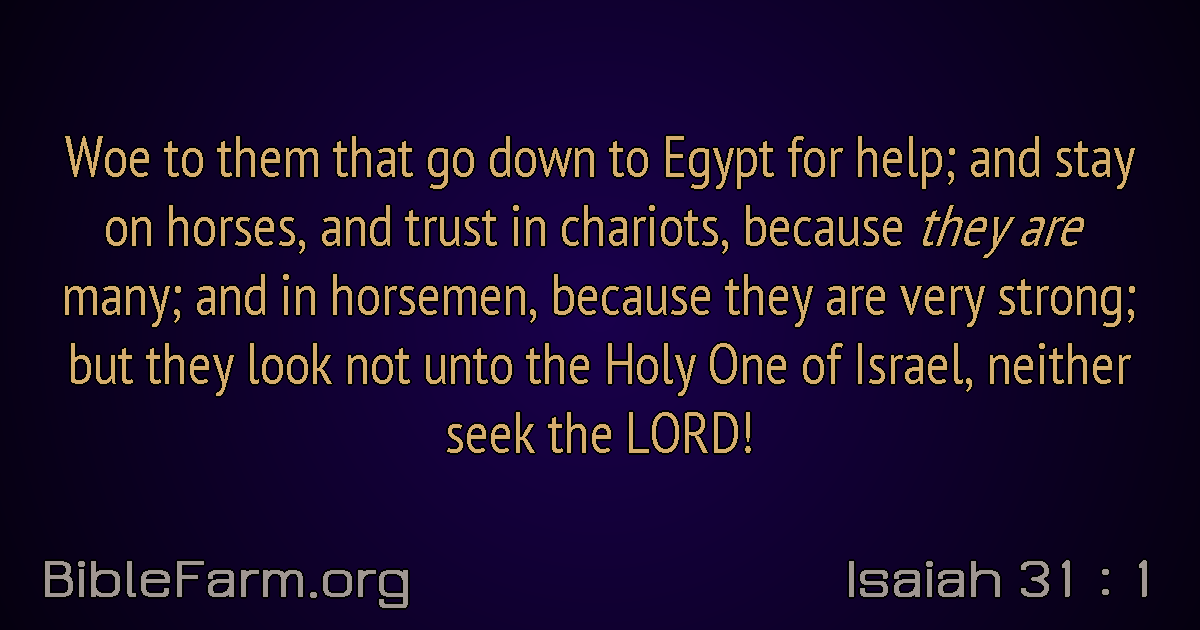 Woe to them that go down to Egypt for help; and stay
on horses, and trust in chariots, because they are
many; and in horsemen, because they are very strong;
but they look not unto the Holy One of Israel, neither
seek the LORD!
BibleFarm.org
Isaiah 31 : 1